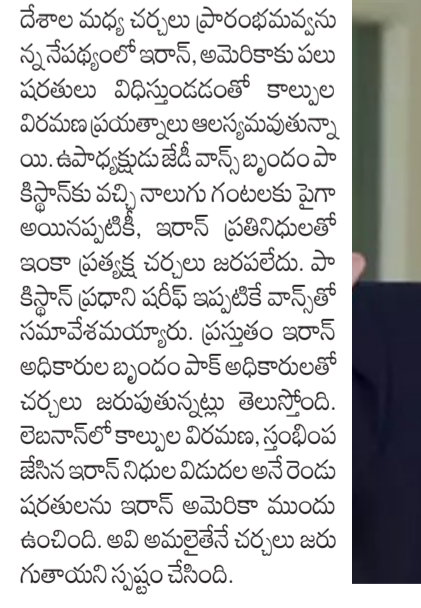 దేశాల మధ్య చర్చలు ప్రారంభమవ్వను
న్న నేపథ్యంలో ఇరాన్, అమెరికాకు పలు
షరతులు విధిస్తుండడంతో కాల్పుల
విరమణ ప్రయత్నాలు ఆలస్యమవుతున్నా
యి. ఉపాధ్యక్షుడు జేడీ వాన్స్ బృందం పా
కిస్థాన్‌కు వచ్చి నాలుగు గంటలకు పైగా
అయినప్పటికీ, ఇరాన్ ప్రతినిధులతో
ఇంకా ప్రత్యక్ష చర్చలు జరపలేదు. పా
కిస్థాన్ ప్రధాని షరీఫ్ ఇప్పటికే వాన్స్‌తో
సమావేశమయ్యారు. ప్రస్తుతం ఇరాన్
అధికారుల బృందం పాక్ అధికారులతో
చర్చలు జరుపుతున్నట్లు తెలుస్తోంది.
లెబనాన్‌లో కాల్పుల విరమణ, స్తంభింప
జేసిన ఇరాన్ నిధుల విడుదల అనే రెండు
షరతులను ఇరాన్ అమెరికా ముందు
ఉంచింది. అవి అమలైతేనే చర్చలు జరు
గుతాయని స్పష్టం చేసింది.